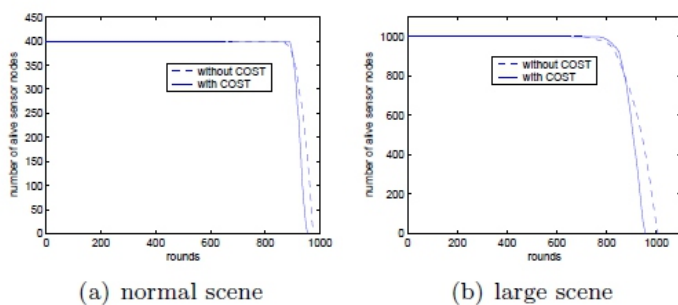 450
400
350
300
250
200
150
100
50
0
number of alive sensor nodes
without COST
with COST
0 200 400 600 800 1000
rounds
(a) normal scene
1000
800
600
400
200
0
number of alive sensor nodes
without COST
with COST
0 200 400 600 800 1000
rounds
(b) large scene